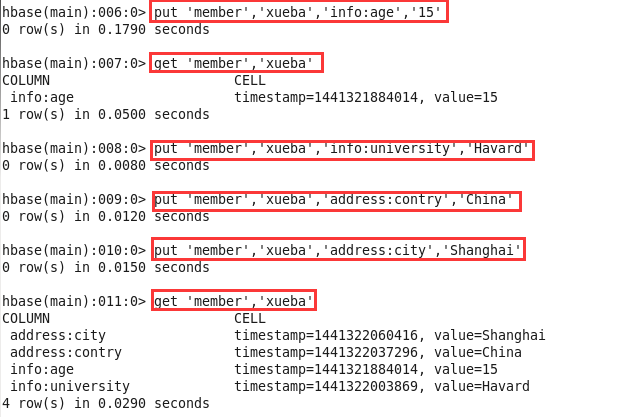 hbase(main):006:0> put 'member','xueba','info:age','15'
0 row(s) in 0.1790 seconds
hbase(main):007:0> get 'member','xueba'
COLUMN CELL
info:age timestamp=1441321884014, value=15
1 row(s) in 0.0500 seconds
hbase(main):008:0> put 'member','xueba','info:university','Havard'
0 row(s) in 0.0080 seconds
hbase(main):009:0> put 'member','xueba','address:contry','China'
0 row(s) in 0.0120 seconds
hbase(main):010:0> put 'member','xueba','address:city','Shanghai'
0 row(s) in 0.0150 seconds
hbase(main):011:0> get 'member','xueba'
COLUMN CELL
address:city timestamp=1441322060416, value=Shanghai
address:contry timestamp=1441322037296, value=China
info:age timestamp=1441321884014, value=15
info:university timestamp=1441322003869, value=Havard
4 row(s) in 0.0290 seconds